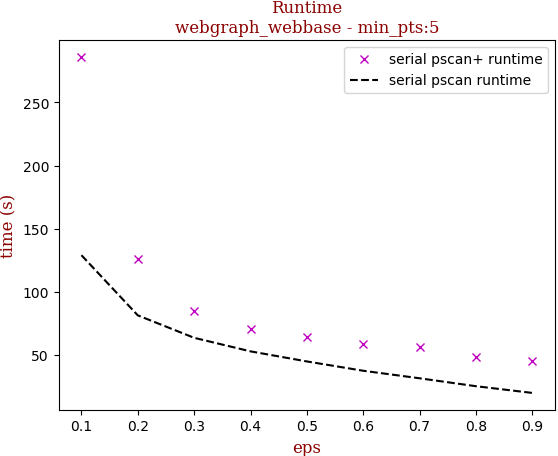 Runtime
webgraph_webbase - min_pts:5
serial pscan+ runtime
serial pscan runtime
time (s)
250
200
150
100
50
0.1 0.2 0.3 0.4 0.5 0.6 0.7 0.8 0.9
eps